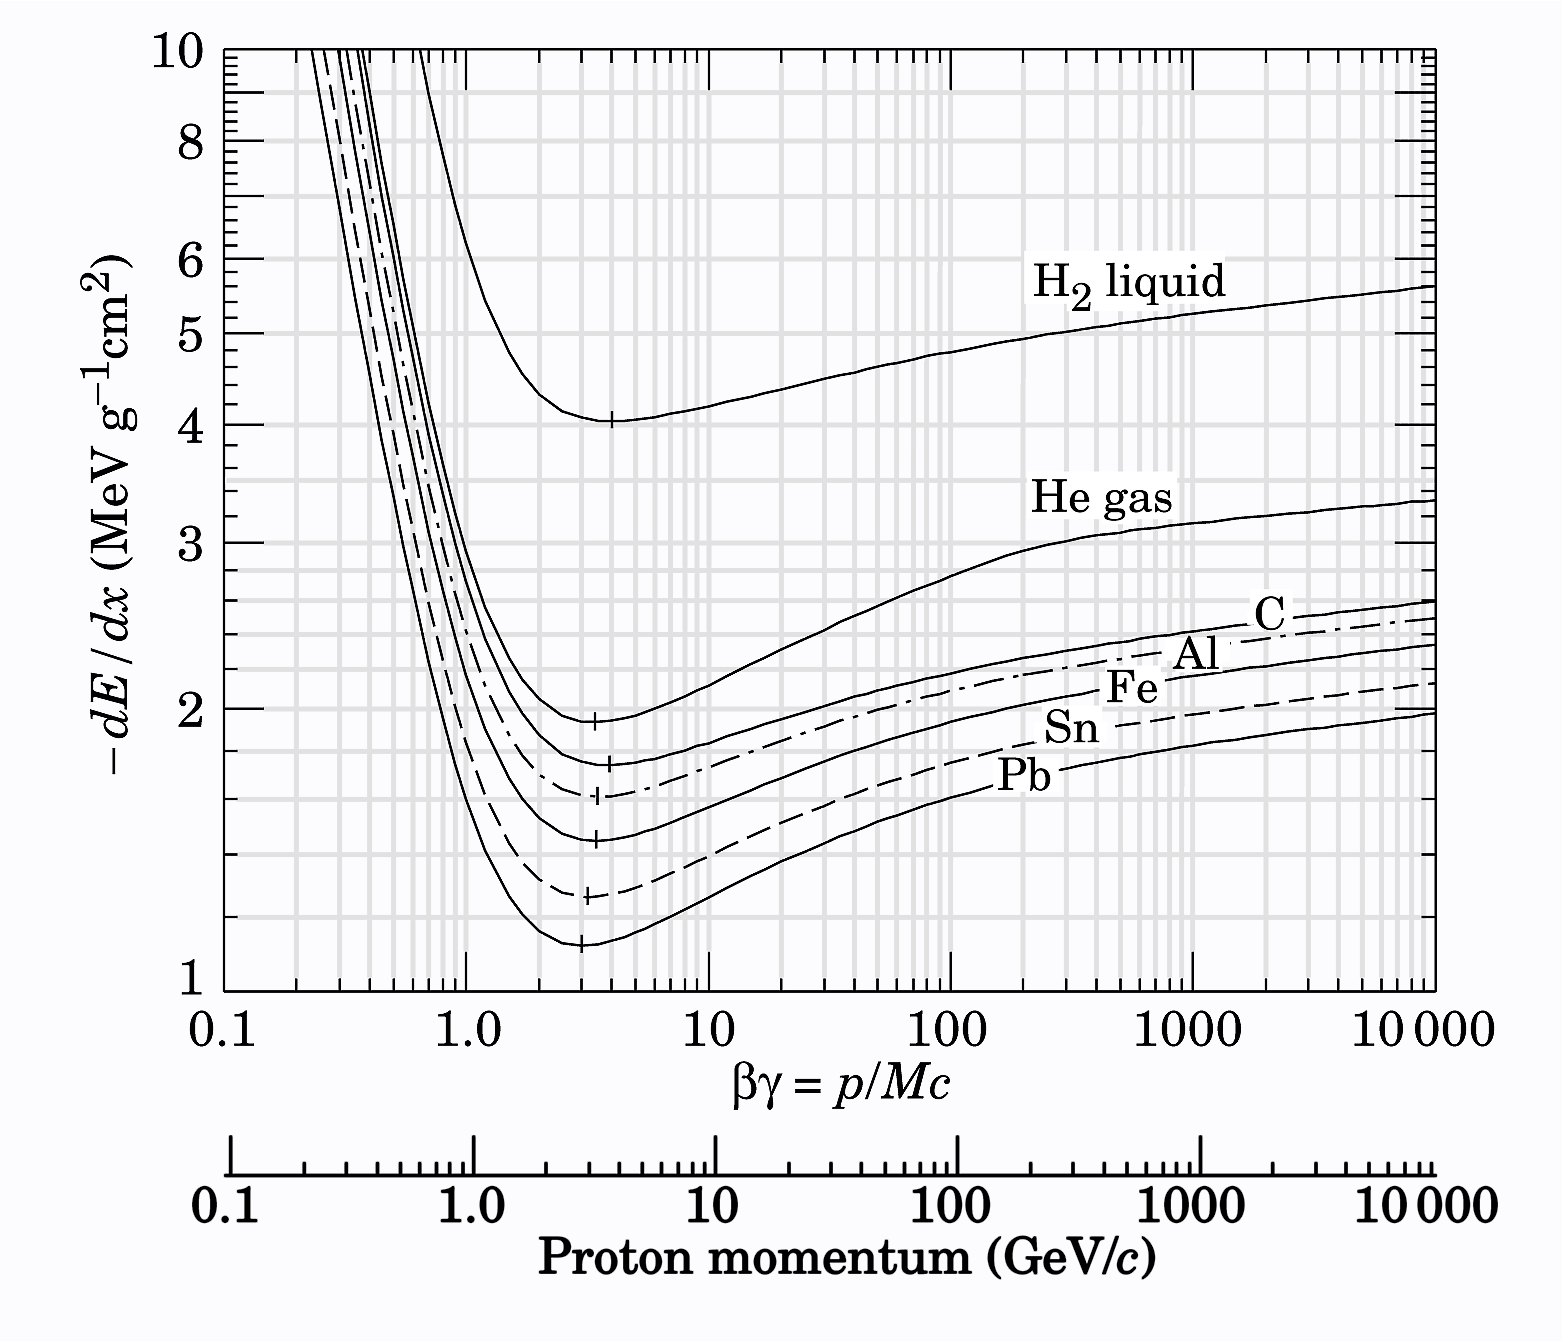 10
8
6
5
4
3
2
1
−dE/dx (MeV g⁻¹cm²)
H₂ liquid
He gas
C
Al
Fe
Sn
Pb
0.1 1.0 10 100 1000 10 000
βγ = p/Mc
0.1 1.0 10 100 1000 10 000
Proton momentum (GeV/c)